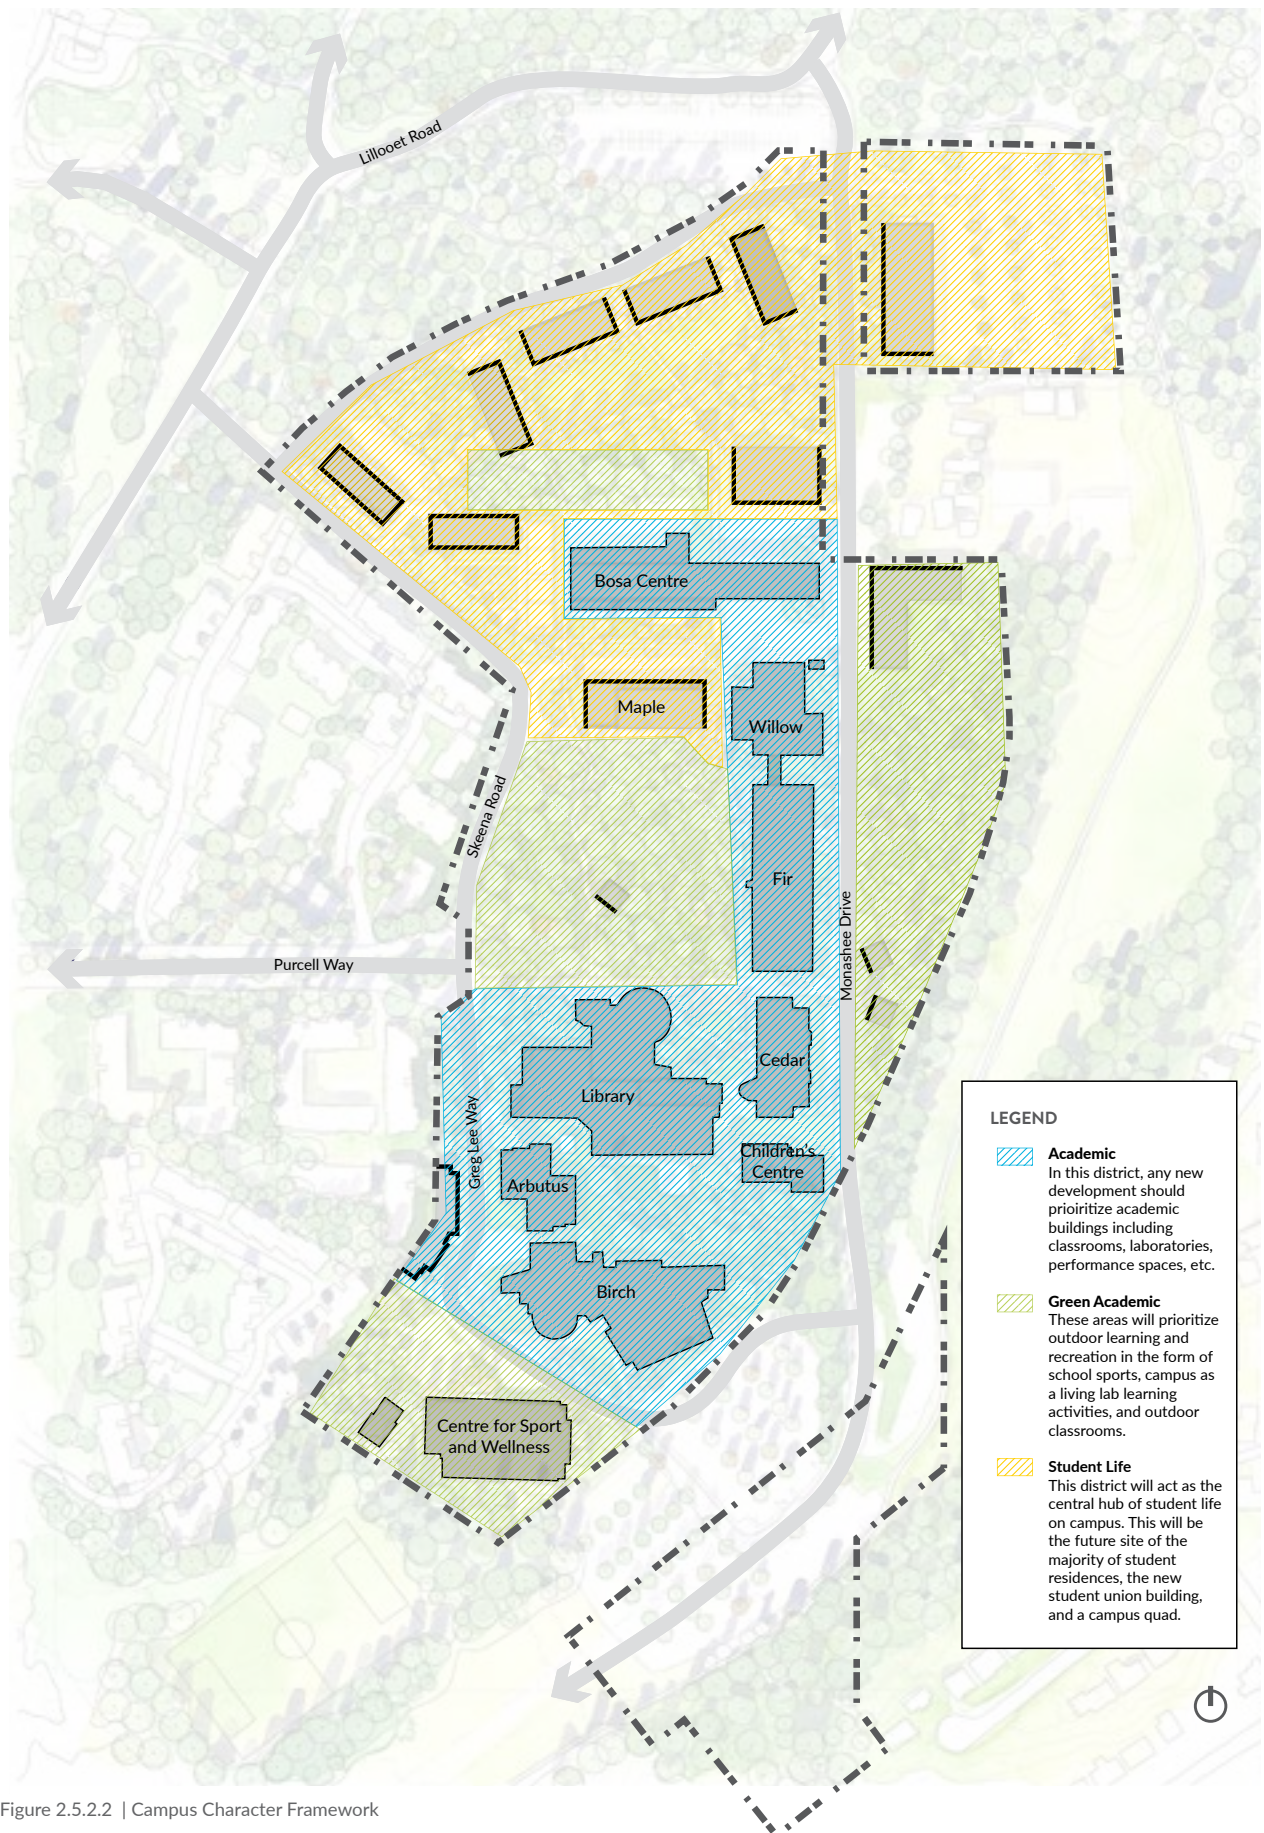 Lillooet Road
Bosa Centre
Maple
Willow
Skeena Road
Fir
Monashee Drive
Purcell Way
Cedar
Library
Greg Lee Way
Children's
Centre
Arbutus
Birch
Centre for Sport
and Wellness
LEGEND
Academic
In this district, any new
development should
prioiritize academic
buildings including
classrooms, laboratories,
performance spaces, etc.
Green Academic
These areas will prioritize
outdoor learning and
recreation in the form of
school sports, campus as
a living lab learning
activities, and outdoor
classrooms.
Student Life
This district will act as the
central hub of student life
on campus. This will be
the future site of the
majority of student
residences, the new
student union building,
and a campus quad.
Figure 2.5.2.2 | Campus Character Framework